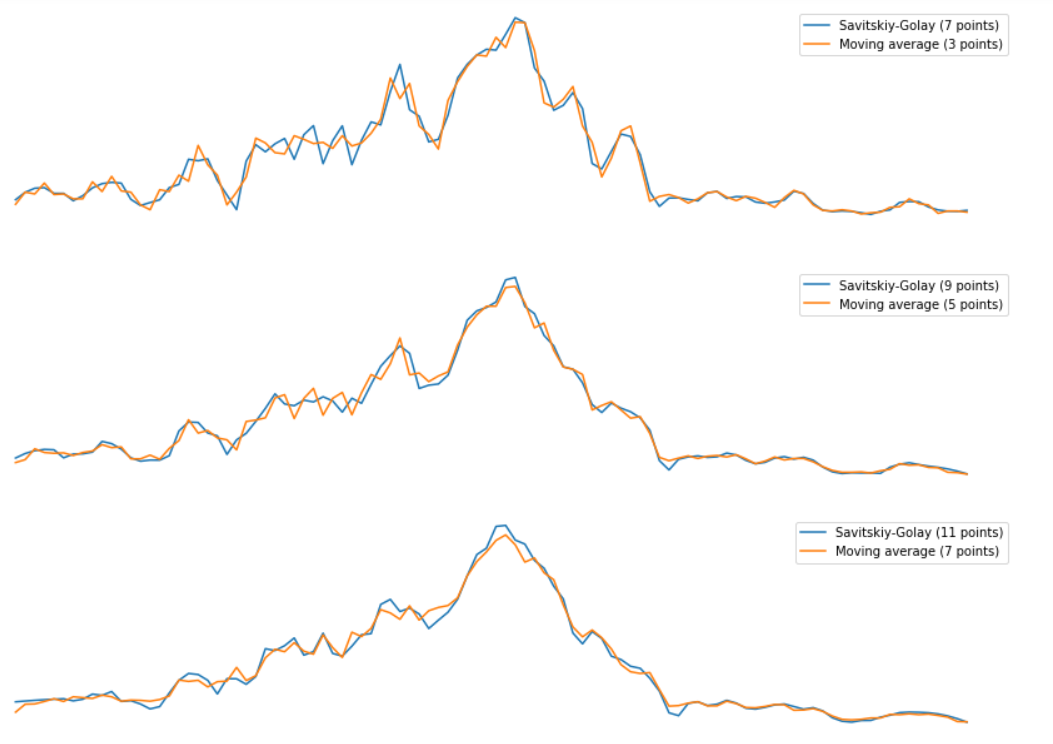 Savitskiy-Golay (7 points)
Moving average (3 points)
Savitskiy-Golay (9 points)
Moving average (5 points)
Savitskiy-Golay (11 points)
Moving average (7 points)